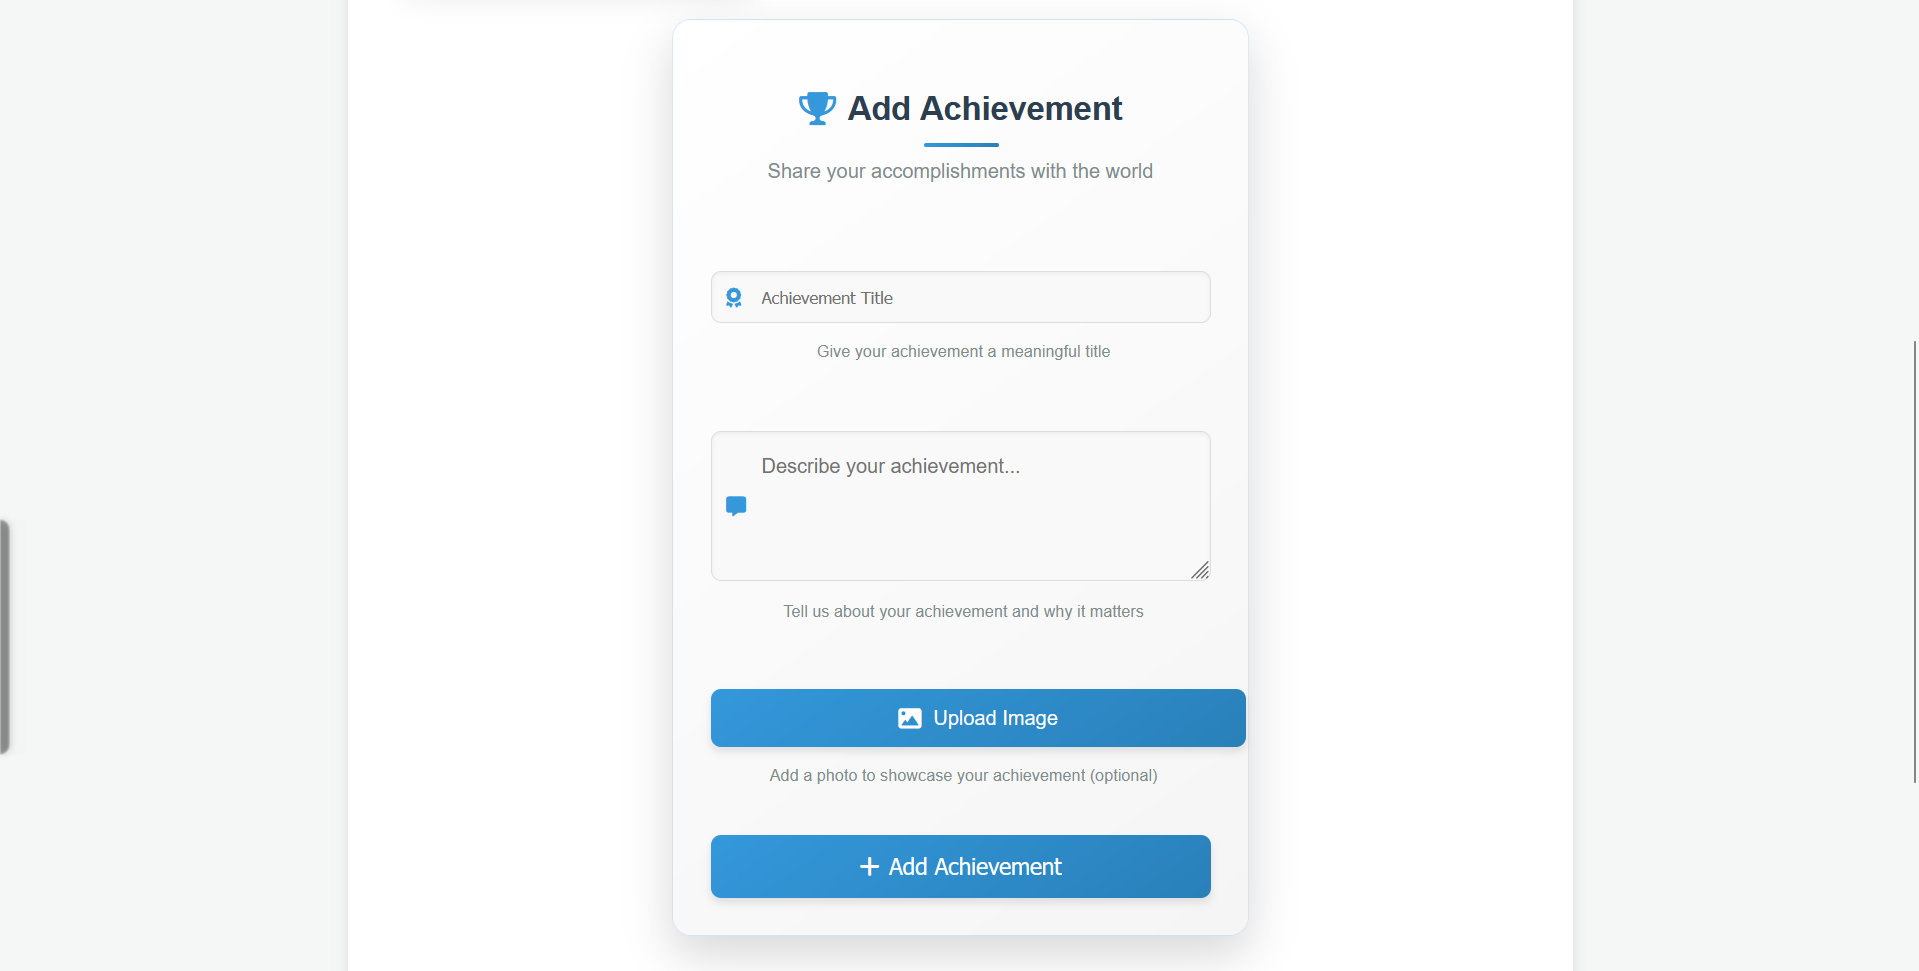 Add Achievement
Share your accomplishments with the world
Achievement Title
Give your achievement a meaningful title
Describe your achievement...
Tell us about your achievement and why it matters
Upload Image
Add a photo to showcase your achievement (optional)
Add Achievement